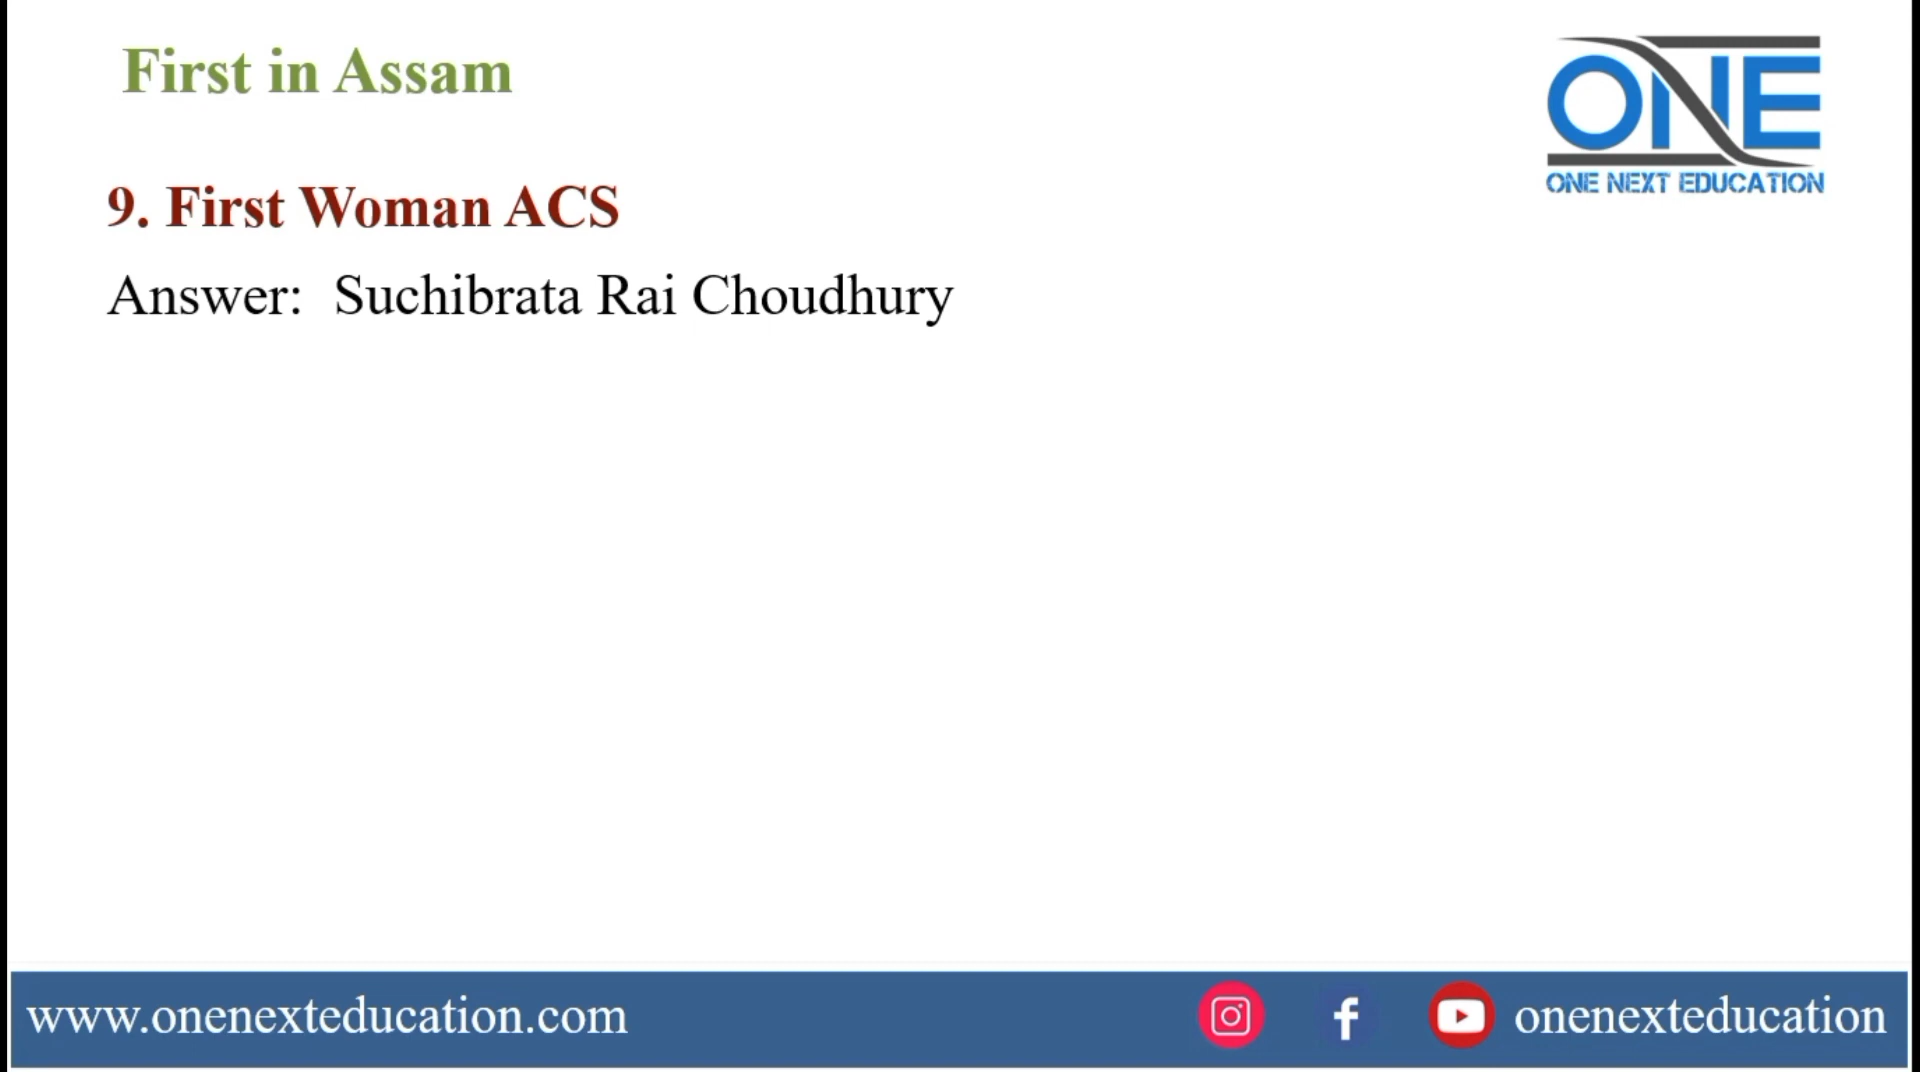 First in Assam
ONE
ONE NEXT EDUCATION
9. First Woman ACS
Answer: Suchibrata Rai Choudhury
www.onenexteducation.com
onenexteducation